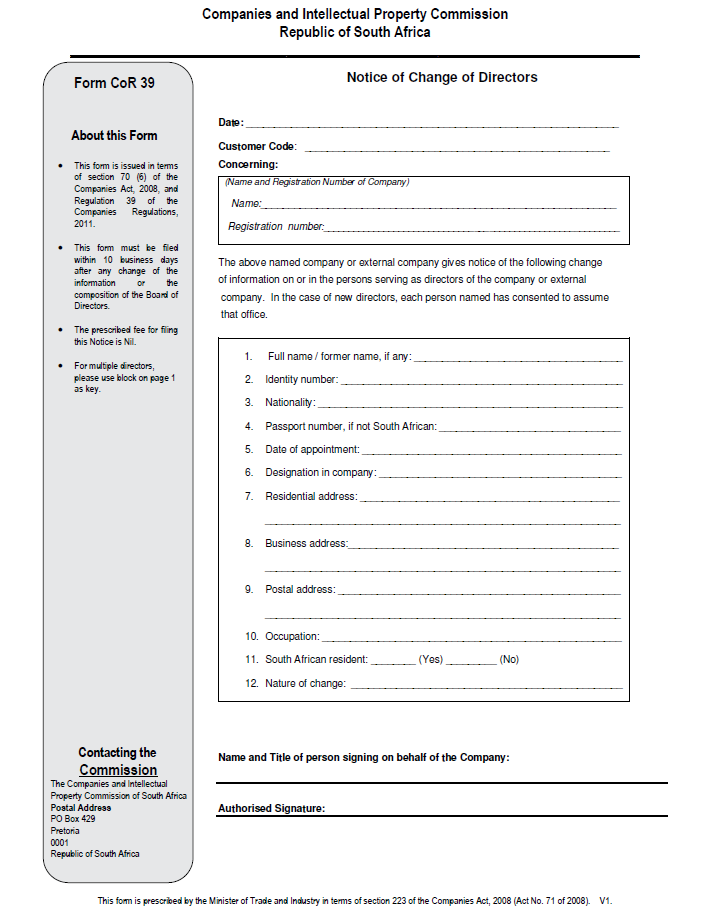 Companies and Intellectual Property Commission
Republic of South Africa
Form CoR 39
About this Form
• This form is issued in terms
of section 70 (6) of the
Companies Act, 2008, and
Regulation 39 of the
Companies Regulations,
2011.
• This form must be filed
within 10 business days
after any change of the
information or the
composition of the Board of
Directors.
• The prescribed fee for filing
this Notice is Nil.
• For multiple directors,
please use block on page 1
as key.
Contacting the
Commission
The Companies and Intellectual
Property Commission of South Africa
Postal Address
PO Box 429
Pretoria
0001
Republic of South Africa
Notice of Change of Directors
Date:
Customer Code:
Concerning:
(Name and Registration Number of Company)
Name:
Registration number:
The above named company or external company gives notice of the following change
of information on or in the persons serving as directors of the company or external
company. In the case of new directors, each person named has consented to assume
that office.
1. Full name / former name, if any:
2. Identity number:
3. Nationality:
4. Passport number, if not South African:
5. Date of appointment:
6. Designation in company:
7. Residential address:
8. Business address:
9. Postal address:
10. Occupation:
11. South African resident: ________ (Yes) _________ (No)
12. Nature of change:
Name and Title of person signing on behalf of the Company:
Authorised Signature:
This form is prescribed by the Minister of Trade and Industry in terms of section 223 of the Companies Act, 2008 (Act No. 71 of 2008). V1.